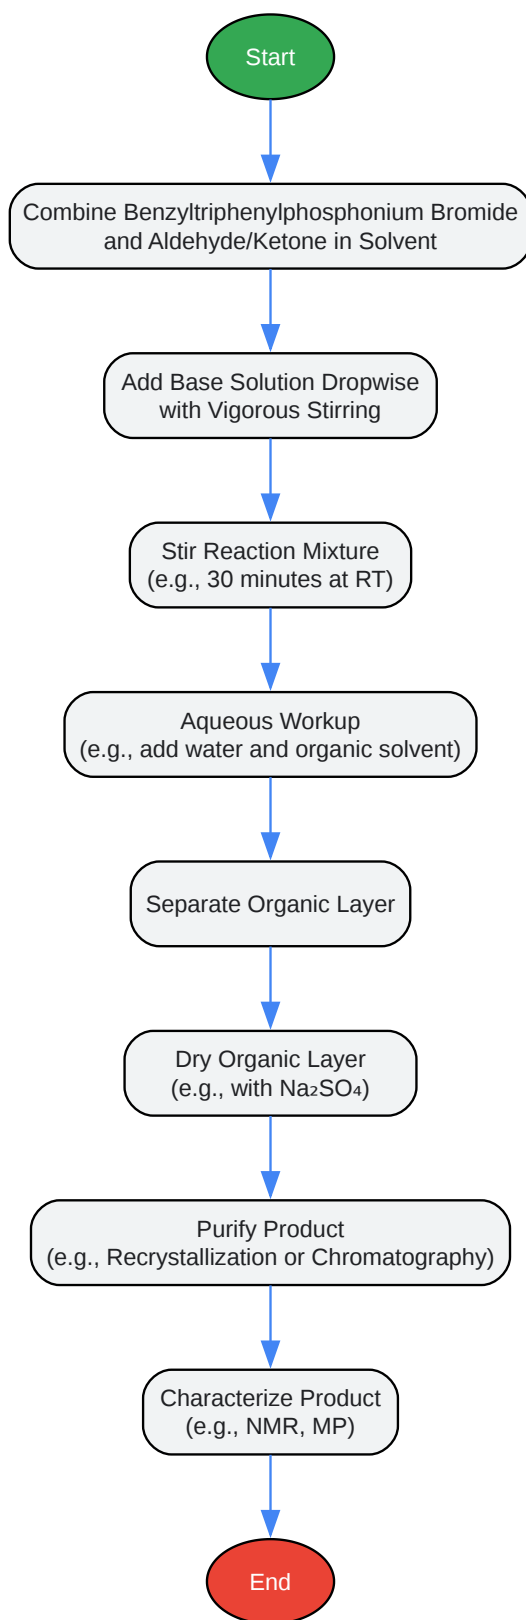 Start
Combine Benzyltriphenylphosphonium Bromide
and Aldehyde/Ketone in Solvent
Add Base Solution Dropwise
with Vigorous Stirring
Stir Reaction Mixture
(e.g., 30 minutes at RT)
Aqueous Workup
(e.g., add water and organic solvent)
Separate Organic Layer
Dry Organic Layer
(e.g., with Na₂SO₄)
Purify Product
(e.g., Recrystallization or Chromatography)
Characterize Product
(e.g., NMR, MP)
End